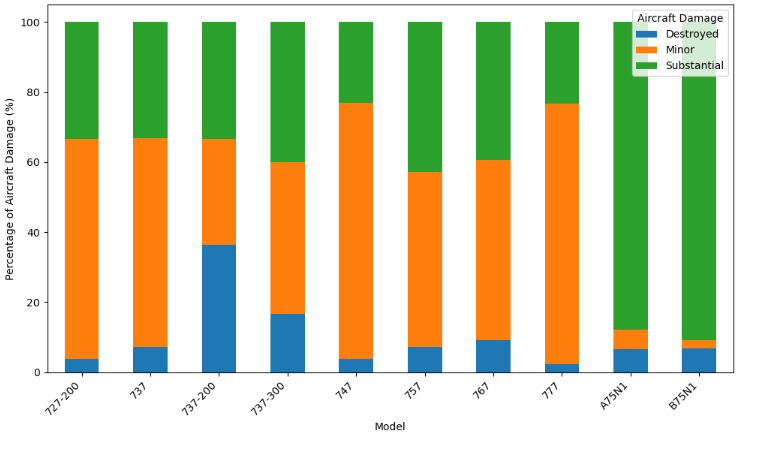 100
80
60
40
20
0
Percentage of Aircraft Damage (%)
Aircraft Damage
Destroyed
Minor
Substantial
727-200
737
737-200
737-300
747
757
767
777
A75N1
B75N1
Model